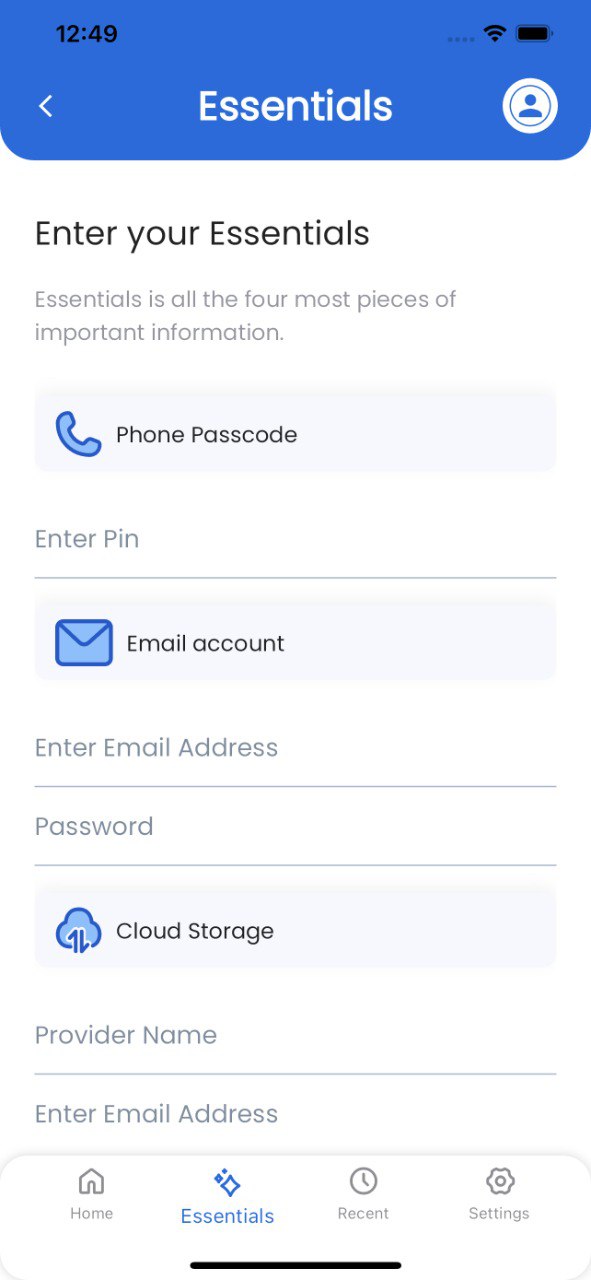 12:49
Essentials
Enter your Essentials
Essentials is all the four most pieces of
important information.
Phone Passcode
Enter Pin
Email account
Enter Email Address
Password
Cloud Storage
Provider Name
Enter Email Address
Home
Essentials
Recent
Settings